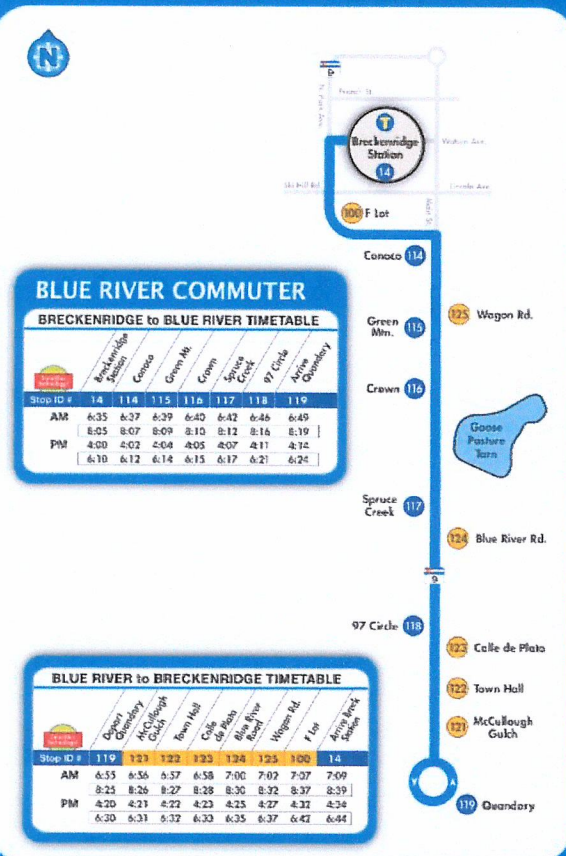 N
9
French St.
N. Park Ave.
T
Breckenridge
Station
14
Watson Ave.
Ski Hill Rd.
Lincoln Ave.
Main St.
100 F Lot
Conoco 114
125 Wagon Rd.
Green
Mtn. 115
Crown 116
Goose
Pasture
Tarn
Spruce
Creek 117
124 Blue River Rd.
9
97 Circle 118
123 Calle de Plata
122 Town Hall
121 McCullough
Gulch
119 Quandary
BLUE RIVER COMMUTER
BRECKENRIDGE to BLUE RIVER TIMETABLE
Breckenridge
Station
Conoco
Green Mt.
Crown
Spruce
Creek
97 Circle
Arrive
Quandary
Stop ID # 14 114 115 116 117 118 119
AM 6:35 6:37 6:39 6:40 6:42 6:46 6:49
8:05 8:07 8:09 8:10 8:12 8:16 8:19
PM 4:00 4:02 4:04 4:05 4:07 4:11 4:14
6:10 6:12 6:14 6:15 6:17 6:21 6:24
BLUE RIVER to BRECKENRIDGE TIMETABLE
Depart
Quandary
McCullough
Gulch
Town Hall
Calle
de Plata
Blue River
Road
Wagon Rd.
F Lot
Arrive Breck
Station
Stop ID # 119 121 122 123 124 125 100 14
AM 6:55 6:56 6:57 6:58 7:00 7:02 7:07 7:09
8:25 8:26 8:27 8:28 8:30 8:32 8:37 8:39
PM 4:20 4:21 4:22 4:23 4:25 4:27 4:32 4:34
6:30 6:31 6:32 6:33 6:35 6:37 6:42 6:44